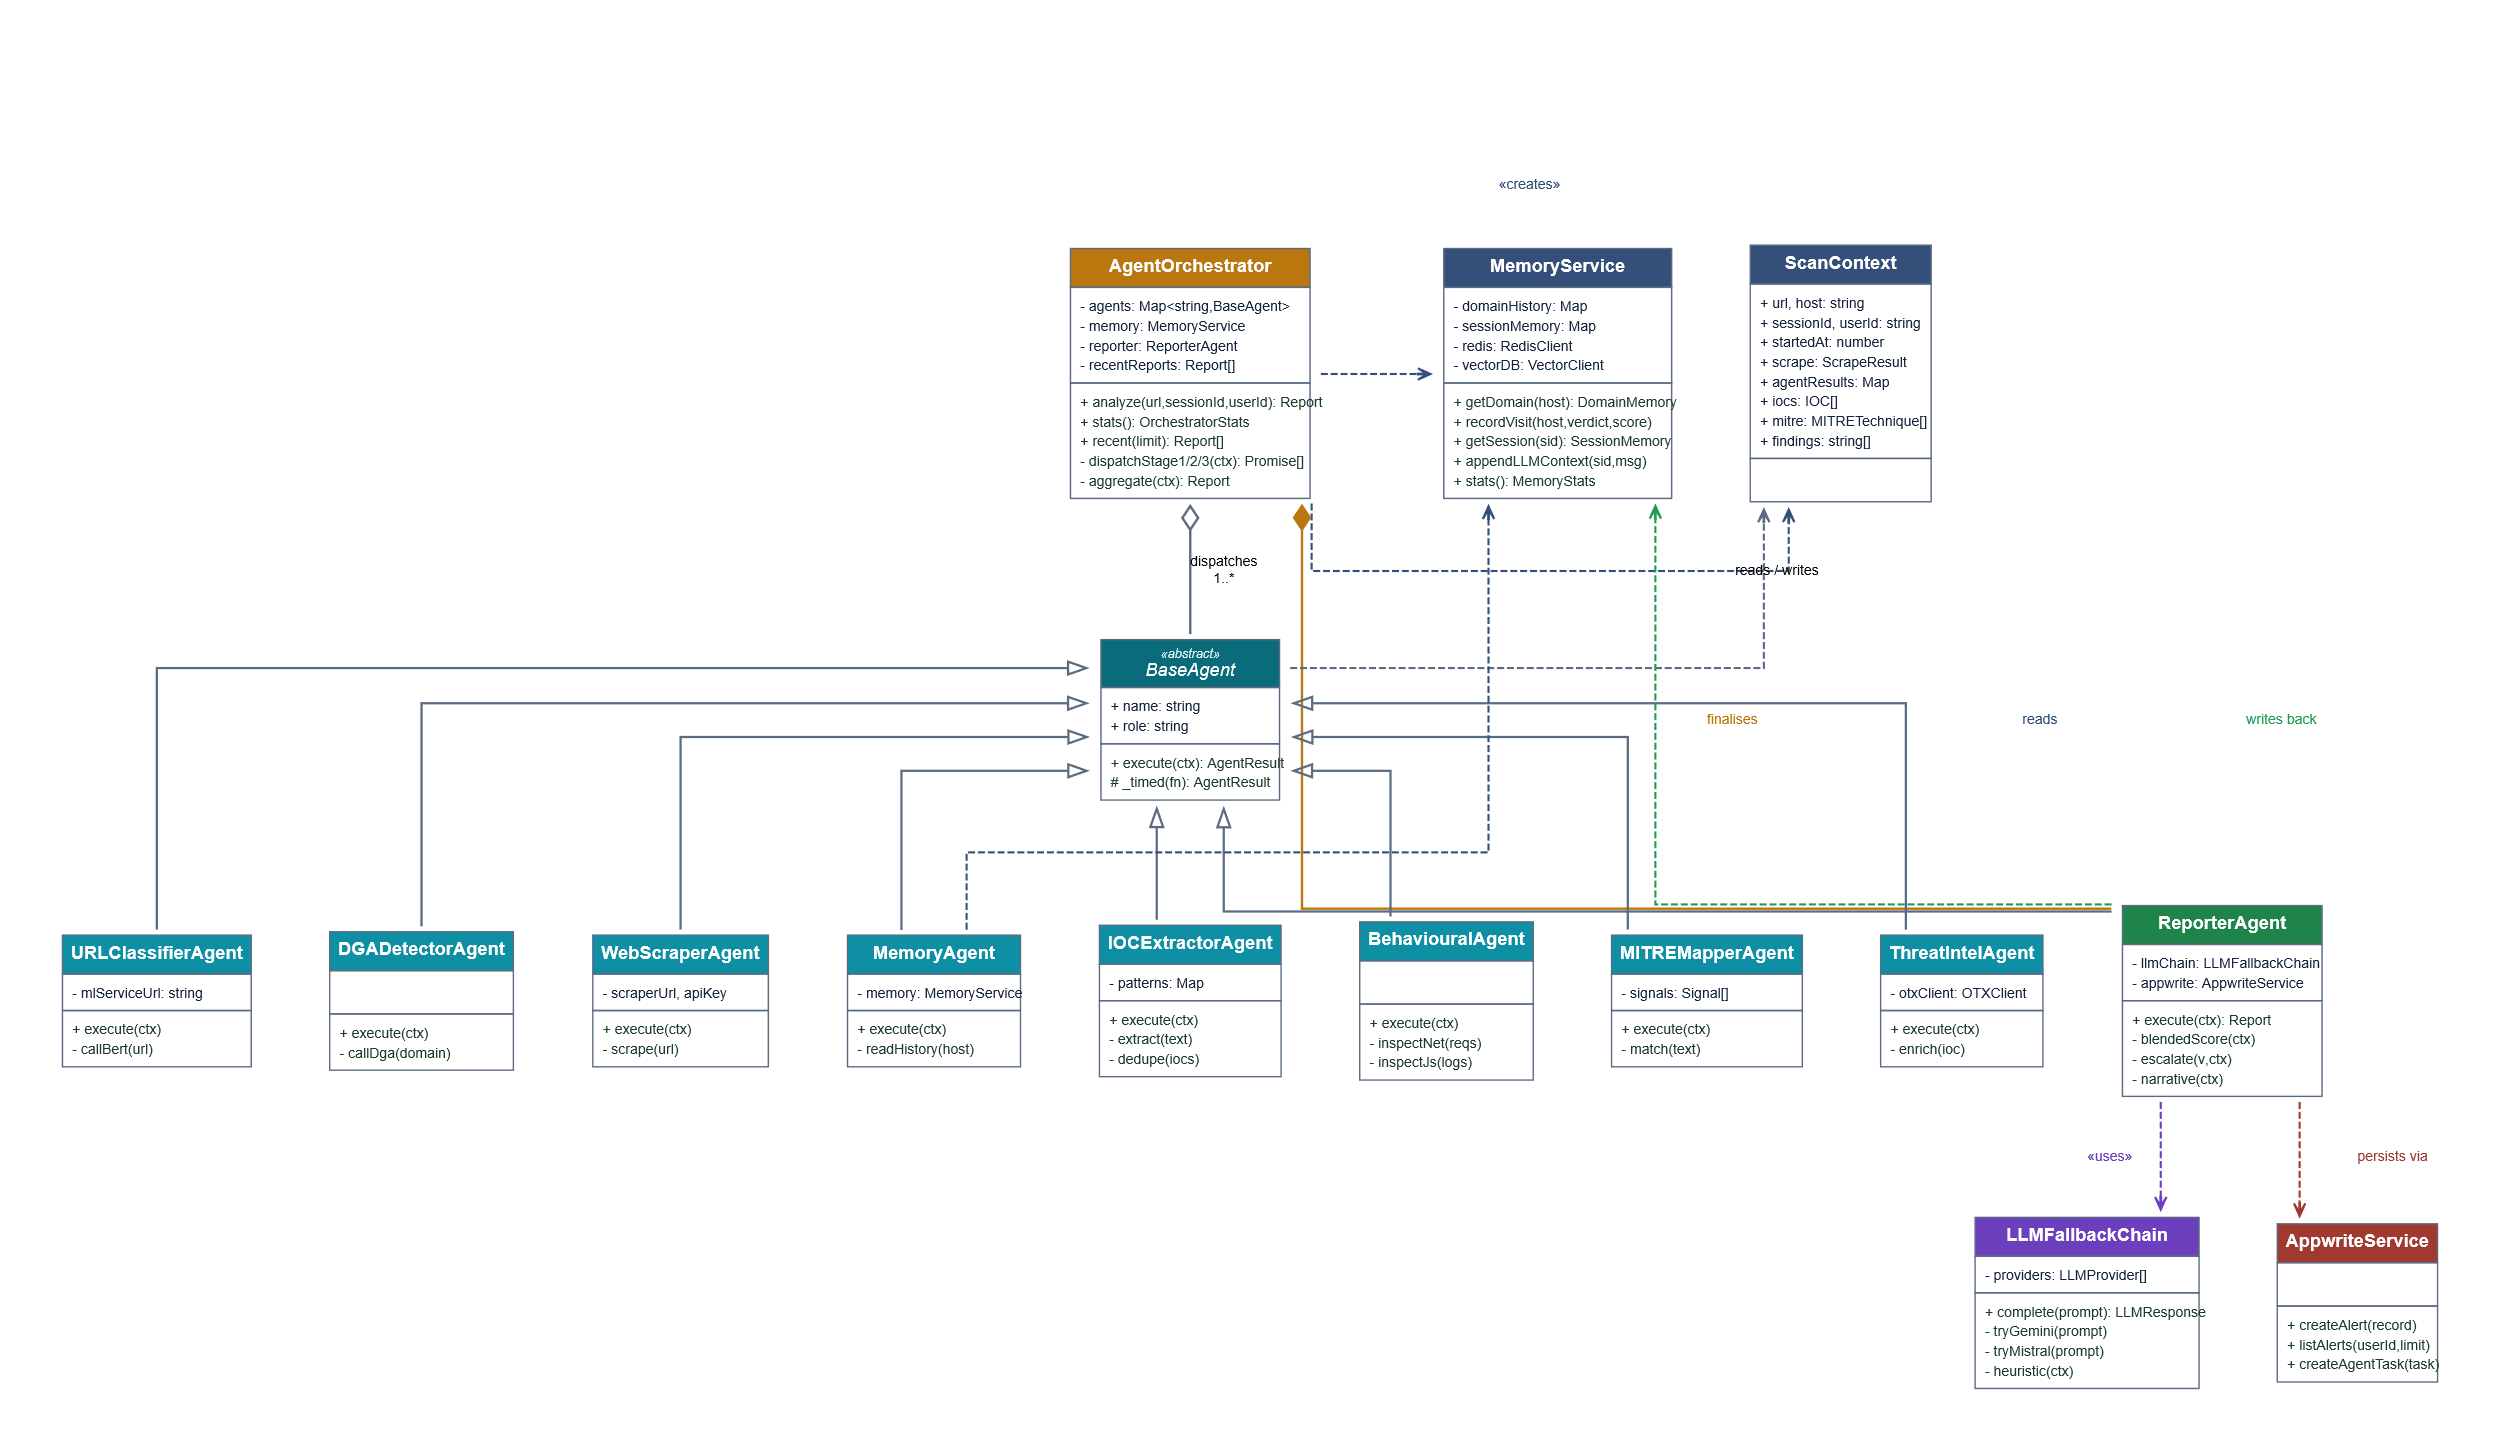 «creates»
AgentOrchestrator
- agents: Map<string,BaseAgent>
- memory: MemoryService
- reporter: ReporterAgent
- recentReports: Report[]
+ analyze(url,sessionId,userId): Report
+ stats(): OrchestratorStats
+ recent(limit): Report[]
- dispatchStage1/2/3(ctx): Promise[]
- aggregate(ctx): Report
MemoryService
- domainHistory: Map
- sessionMemory: Map
- redis: RedisClient
- vectorDB: VectorClient
+ getDomain(host): DomainMemory
+ recordVisit(host,verdict,score)
+ getSession(sid): SessionMemory
+ appendLLMContext(sid,msg)
+ stats(): MemoryStats
ScanContext
+ url, host: string
+ sessionId, userId: string
+ startedAt: number
+ scrape: ScrapeResult
+ agentResults: Map
+ iocs: IOC[]
+ mitre: MITRETechnique[]
+ findings: string[]
dispatches
1..*
reads / writes
«abstract»
BaseAgent
+ name: string
+ role: string
+ execute(ctx): AgentResult
# _timed(fn): AgentResult
finalises
reads
writes back
URLClassifierAgent
- mlServiceUrl: string
+ execute(ctx)
- callBert(url)
DGADetectorAgent
+ execute(ctx)
- callDga(domain)
WebScraperAgent
- scraperUrl, apiKey
+ execute(ctx)
- scrape(url)
MemoryAgent
- memory: MemoryService
+ execute(ctx)
- readHistory(host)
IOCExtractorAgent
- patterns: Map
+ execute(ctx)
- extract(text)
- dedupe(iocs)
BehaviouralAgent
+ execute(ctx)
- inspectNet(reqs)
- inspectJs(logs)
MITREMapperAgent
- signals: Signal[]
+ execute(ctx)
- match(text)
ThreatIntelAgent
- otxClient: OTXClient
+ execute(ctx)
- enrich(ioc)
ReporterAgent
- llmChain: LLMFallbackChain
- appwrite: AppwriteService
+ execute(ctx): Report
- blendedScore(ctx)
- escalate(v,ctx)
- narrative(ctx)
«uses»
persists via
LLMFallbackChain
- providers: LLMProvider[]
+ complete(prompt): LLMResponse
- tryGemini(prompt)
- tryMistral(prompt)
- heuristic(ctx)
AppwriteService
+ createAlert(record)
+ listAlerts(userId,limit)
+ createAgentTask(task)